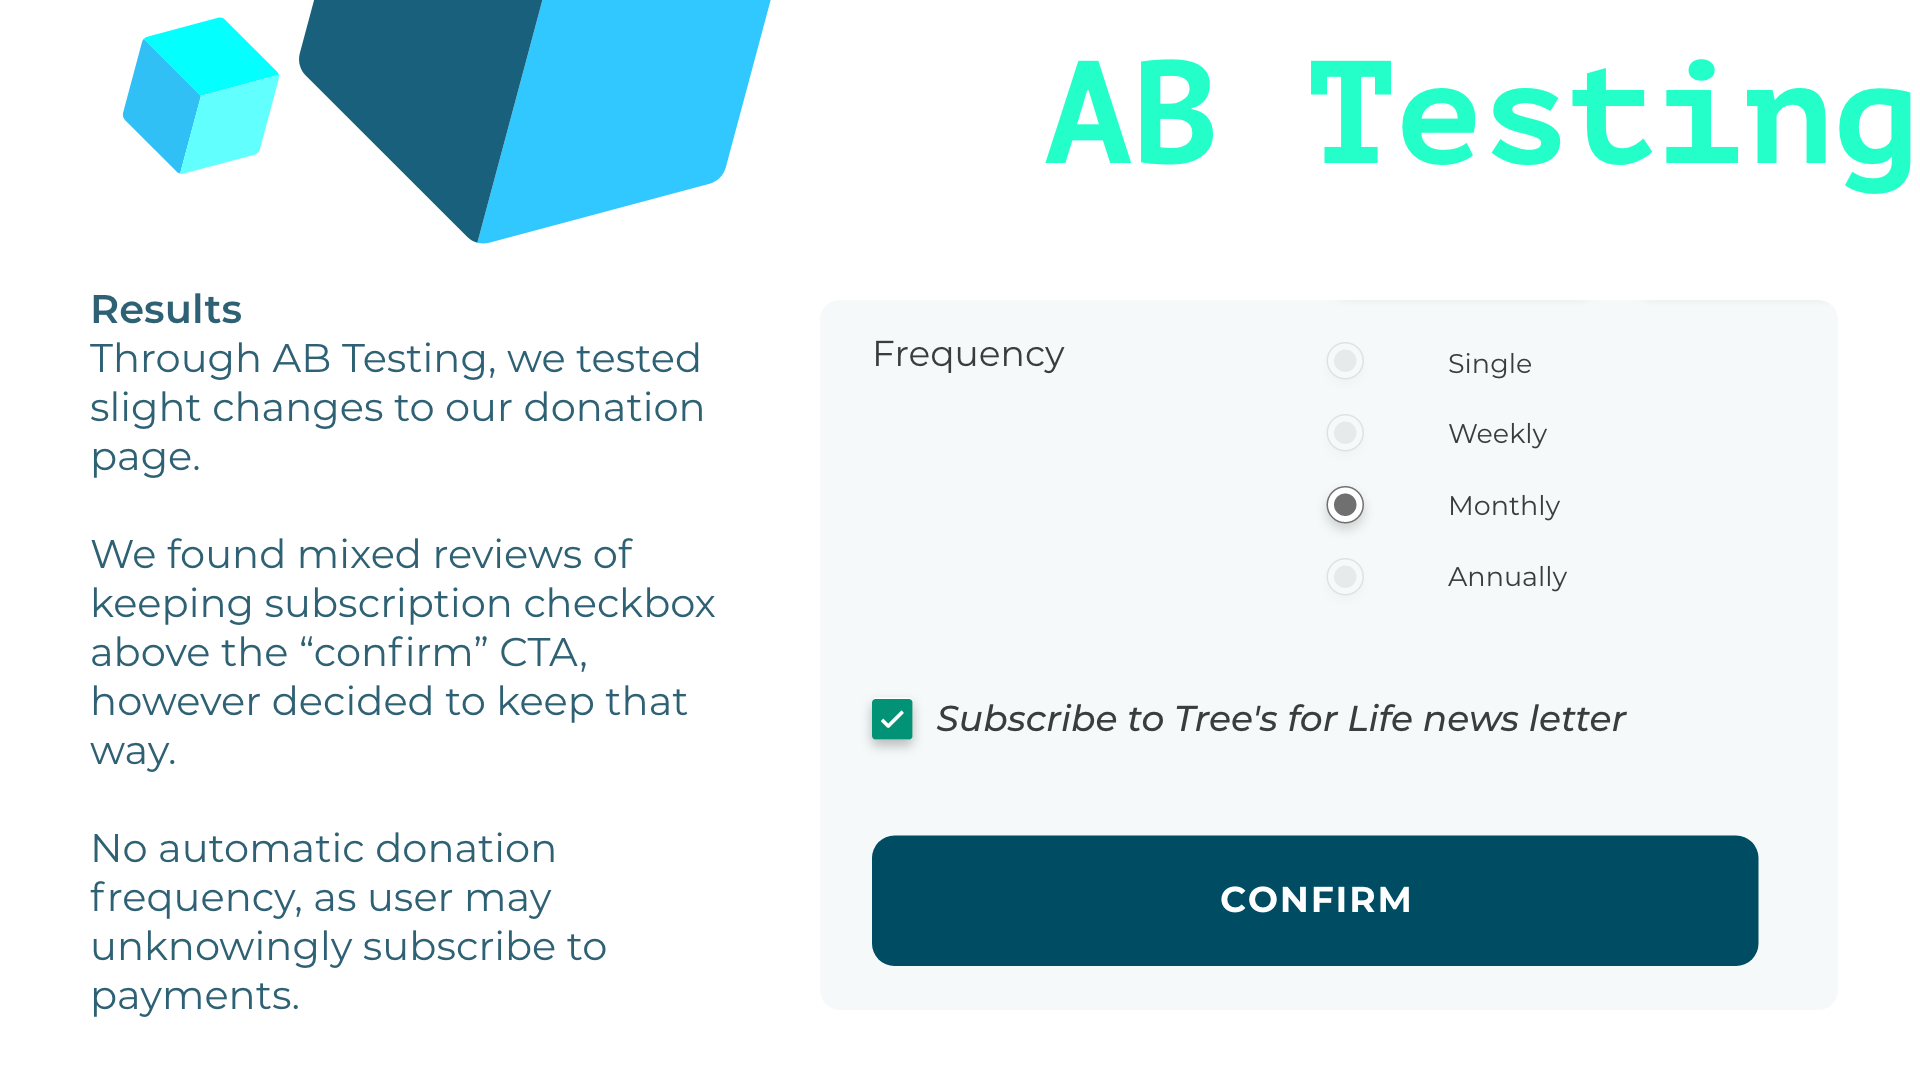 AB Testing
Results
Through AB Testing, we tested
slight changes to our donation
page.
We found mixed reviews of
keeping subscription checkbox
above the “confirm” CTA,
however decided to keep that
way.
No automatic donation
frequency, as user may
unknowingly subscribe to
payments.
Frequency
Single
Weekly
Monthly
Annually
Subscribe to Tree's for Life news letter
CONFIRM